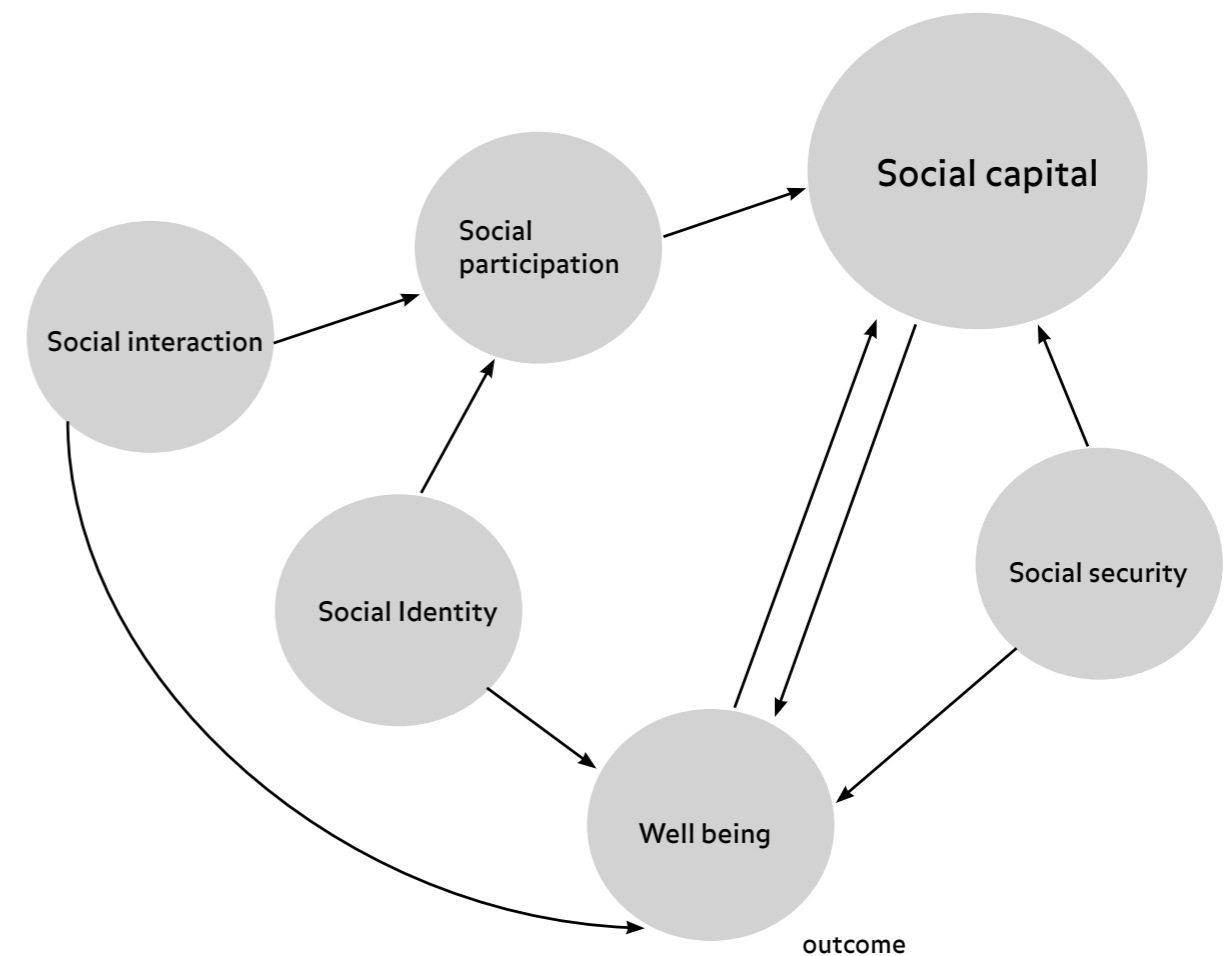 Social capital
Social
participation
Social interaction
Social security
Social Identity
Well being
outcome